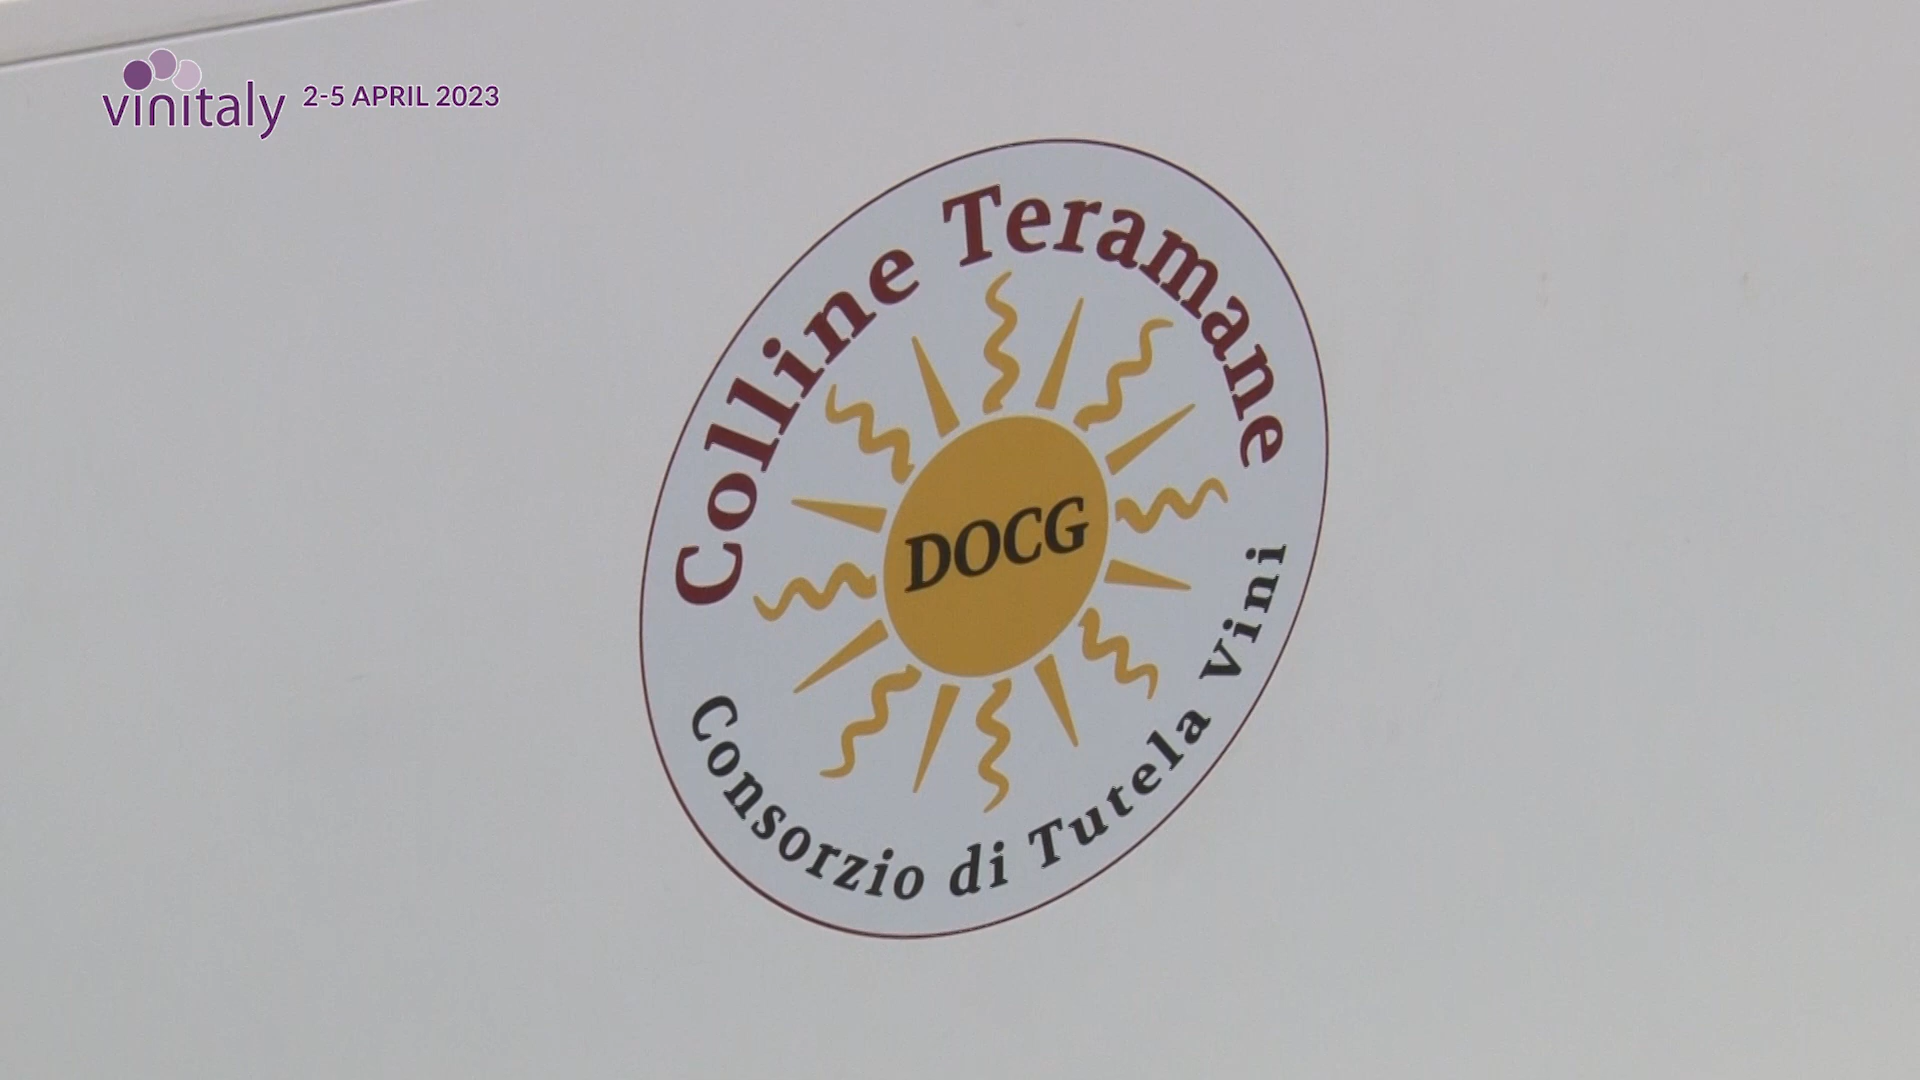 vinitaly 2-5 APRIL 2023
Colline Teramane
DOCG
Consorzio di Tutela Vini